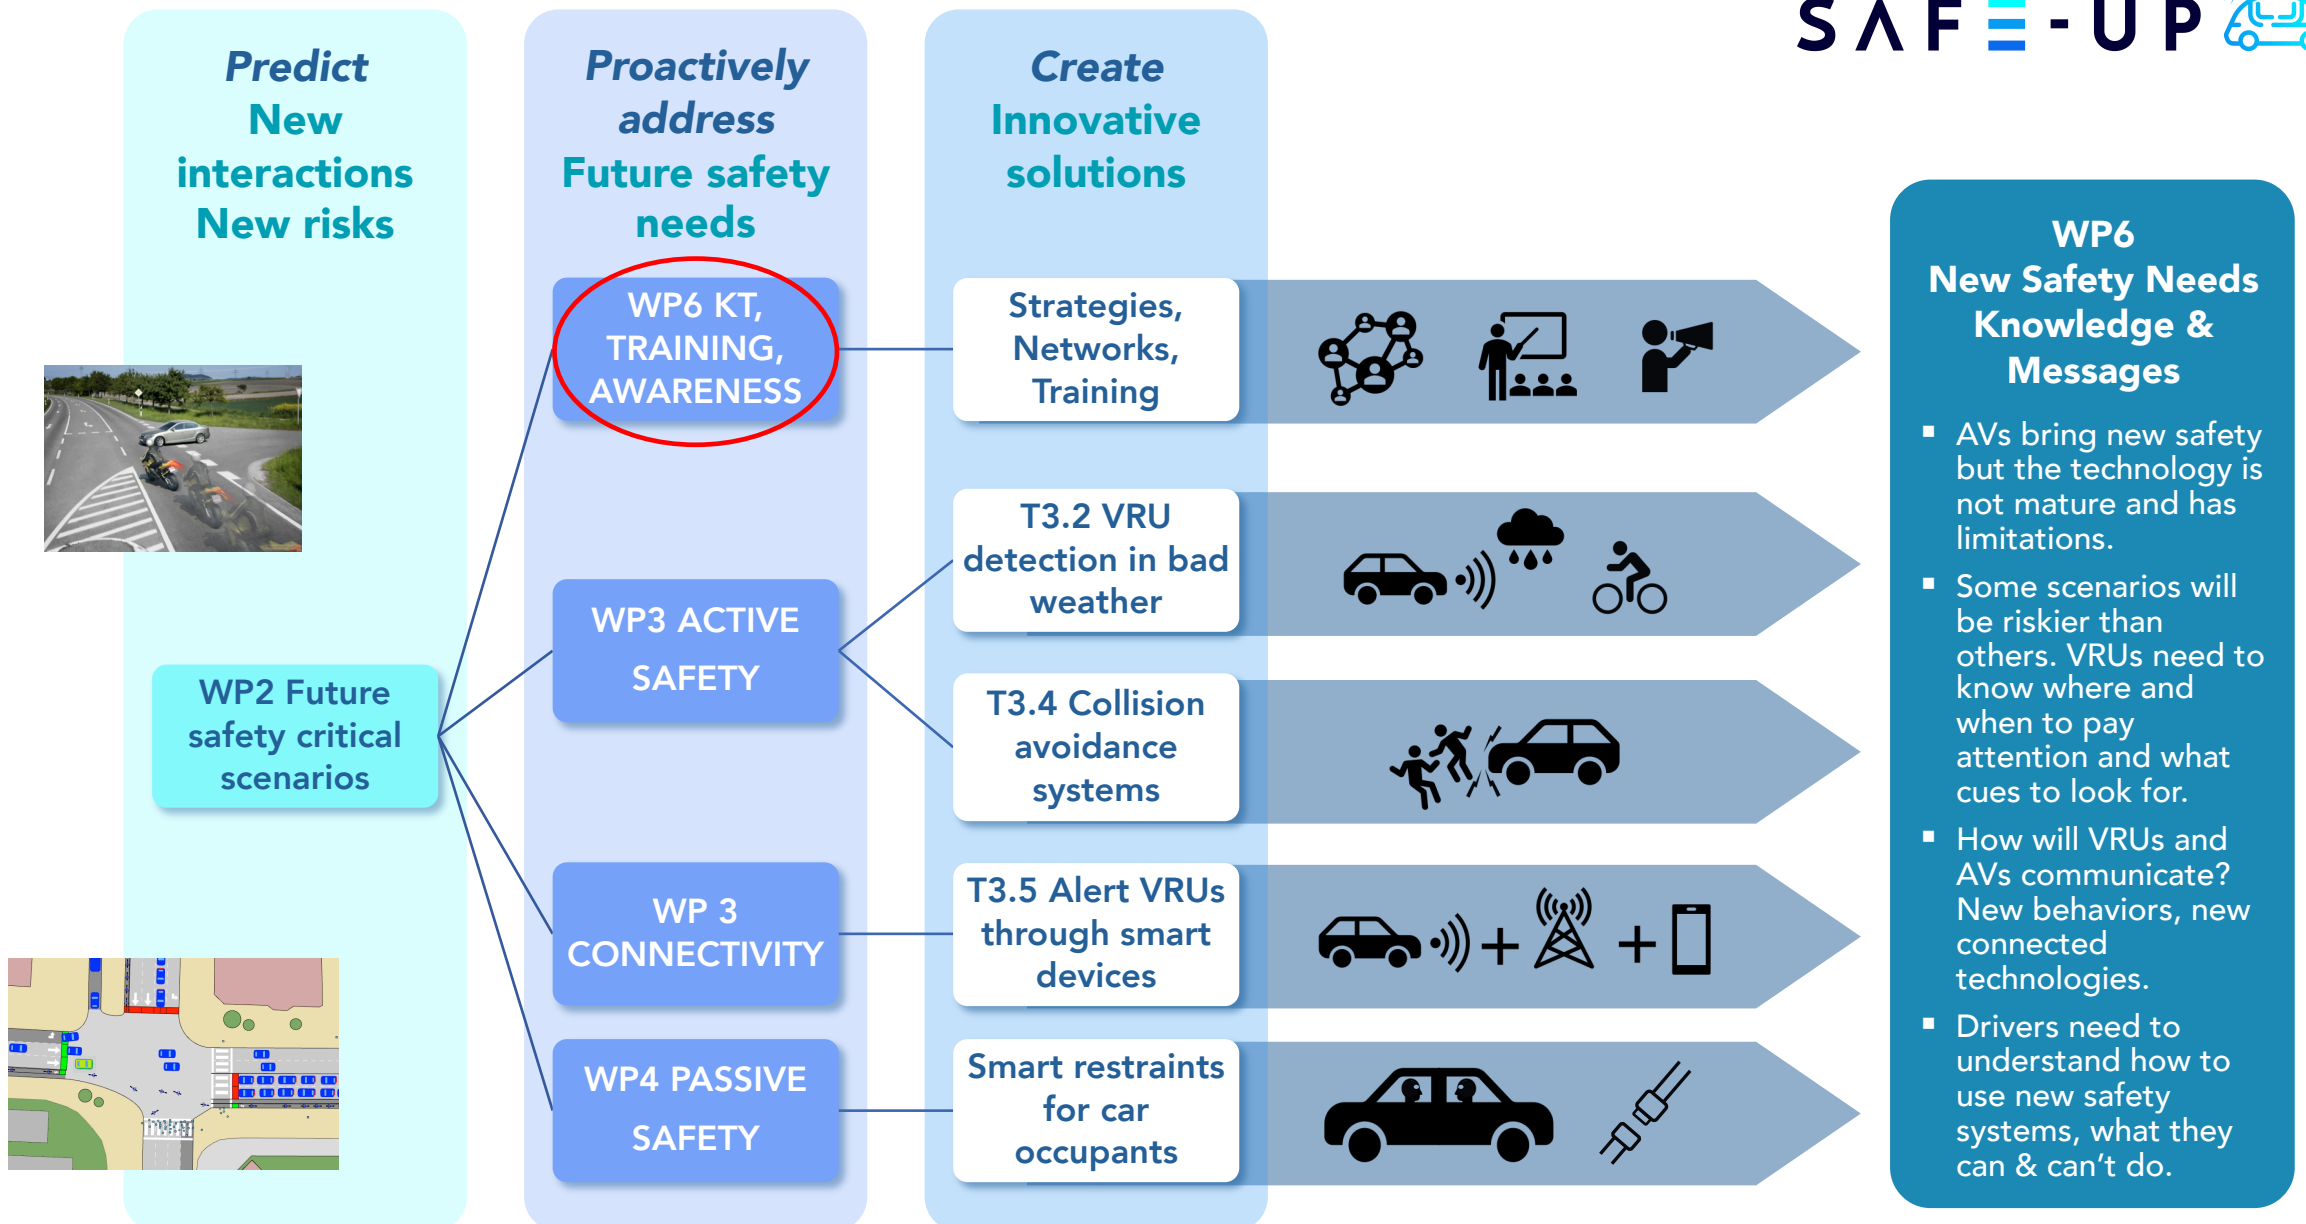 SAFE-UP
Predict
New
interactions
New risks
Proactively
address
Future safety
needs
Create
Innovative
solutions
WP2 Future
safety critical
scenarios
WP6 KT,
TRAINING,
AWARENESS
WP3 ACTIVE
SAFETY
WP 3
CONNECTIVITY
WP4 PASSIVE
SAFETY
Strategies,
Networks,
Training
T3.2 VRU
detection in bad
weather
T3.4 Collision
avoidance
systems
T3.5 Alert VRUs
through smart
devices
Smart restraints
for car
occupants
WP6
New Safety Needs
Knowledge &
Messages
▪ AVs bring new safety
but the technology is
not mature and has
limitations.
▪ Some scenarios will
be riskier than
others. VRUs need to
know where and
when to pay
attention and what
cues to look for.
▪ How will VRUs and
AVs communicate?
New behaviors, new
connected
technologies.
▪ Drivers need to
understand how to
use new safety
systems, what they
can & can’t do.